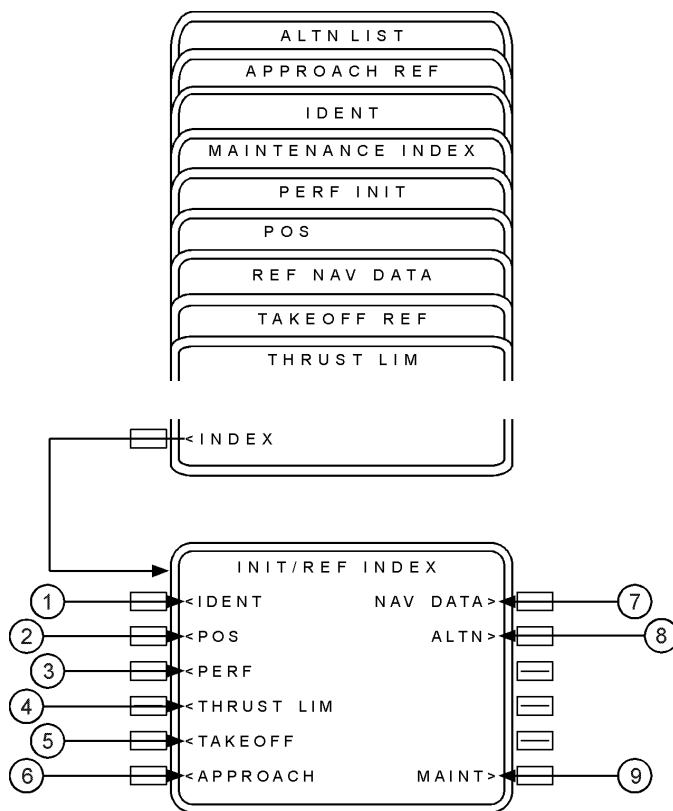 ALTN LIST
APPROACH REF
IDENT
MAINTENANCE INDEX
PERF INIT
POS
REF NAV DATA
TAKEOFF REF
THRUST LIM
<INDEX
INIT/REF INDEX
1 <IDENT NAV DATA> 7
2 <POS ALTN> 8
3 <PERF
4 <THRUST LIM
5 <TAKEOFF
6 <APPROACH MAINT> 9